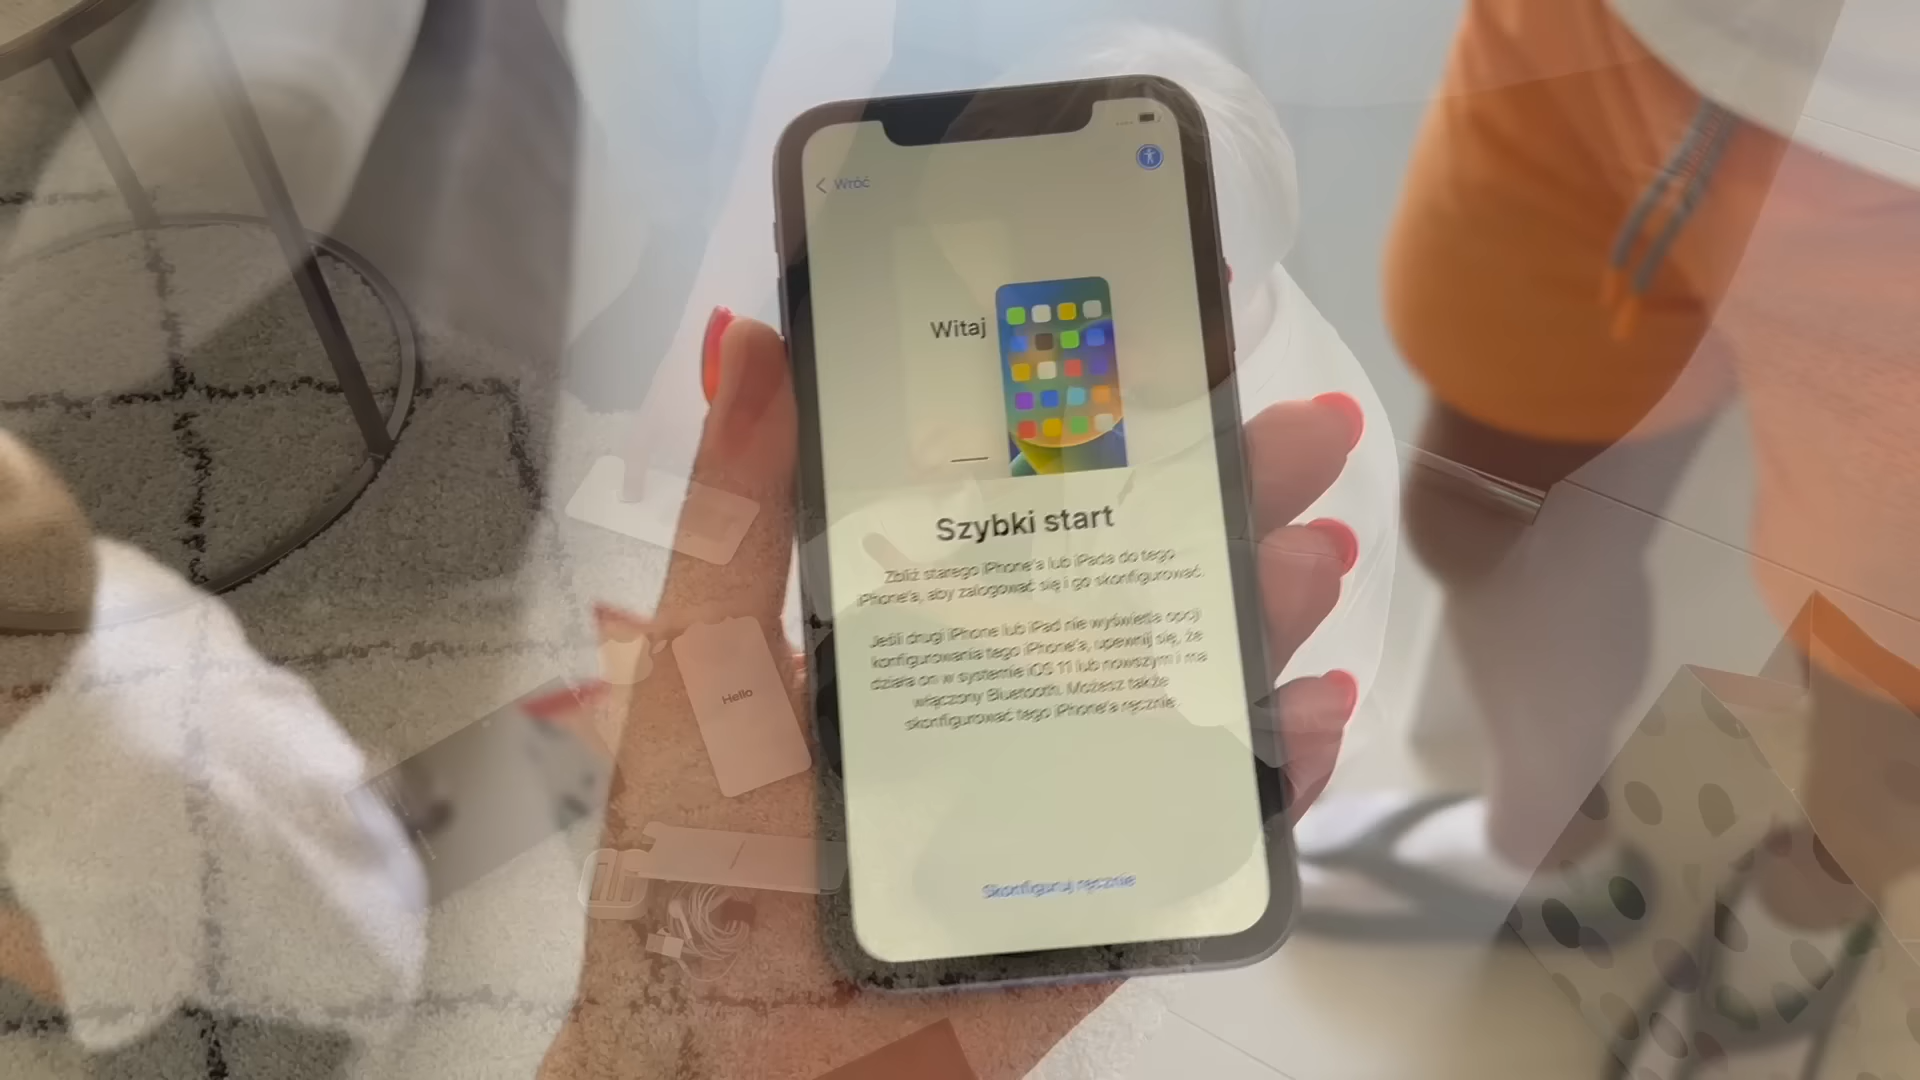 Wróć
Witaj
Szybki start
Zbliż starego iPhone'a lub iPada do tego
iPhone'a, aby zalogować się i go skonfigurować.
Jeśli drugi iPhone lub iPad nie wyświetla opcji
konfigurowania tego iPhone'a, upewnij się, że
działa on w systemie iOS 11 lub nowszym i ma
włączony Bluetooth. Możesz także
skonfigurować tego iPhone'a ręcznie
Hello
Skonfiguruj ręcznie